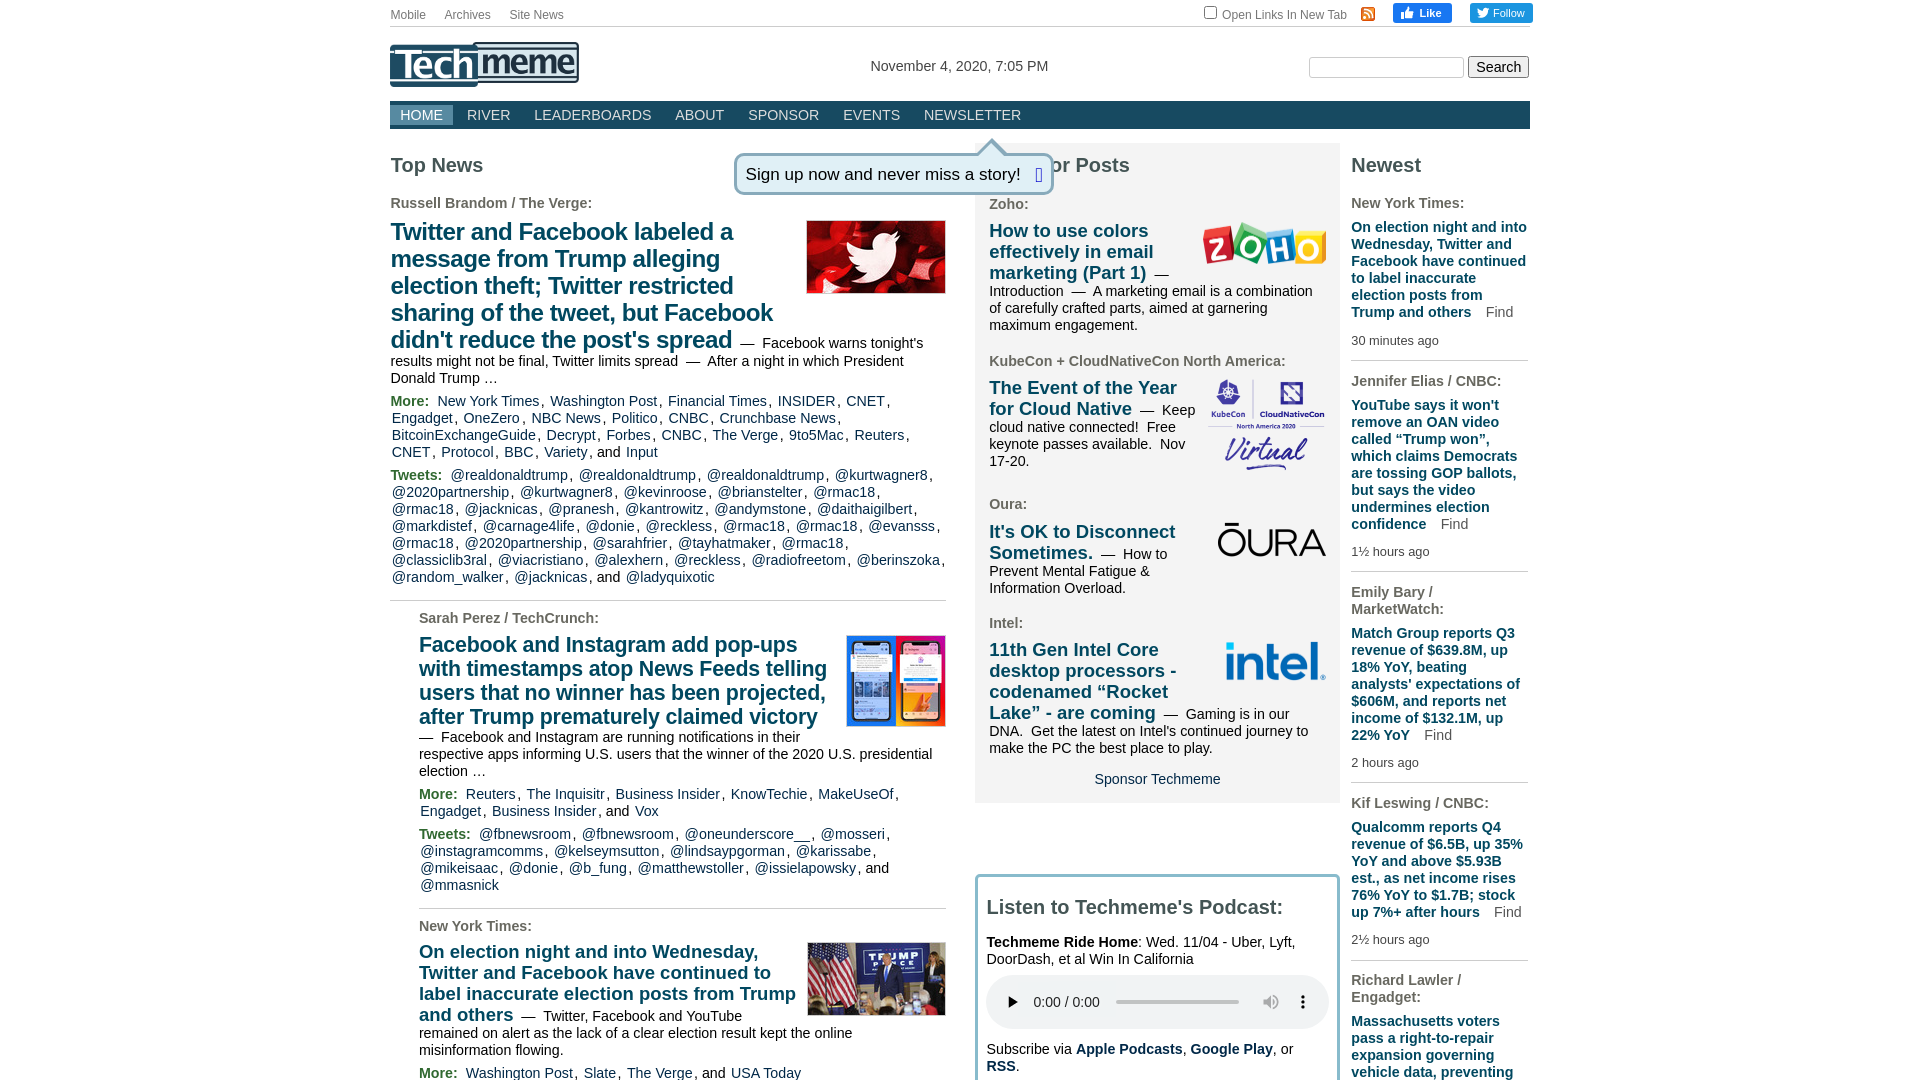 Mobile Archives Site News
Open Links In New Tab
Like
Follow
Techmeme
November 4, 2020, 7:05 PM
Search
HOME RIVER LEADERBOARDS ABOUT SPONSOR EVENTS NEWSLETTER
Sign up now and never miss a story!
Top News
Russell Brandom / The Verge:
Twitter and Facebook labeled a
message from Trump alleging
election theft; Twitter restricted
sharing of the tweet, but Facebook
didn't reduce the post's spread — Facebook warns tonight's
results might not be final, Twitter limits spread — After a night in which President
Donald Trump …
More: New York Times, Washington Post, Financial Times, INSIDER, CNET,
Engadget, OneZero, NBC News, Politico, CNBC, Crunchbase News,
BitcoinExchangeGuide, Decrypt, Forbes, CNBC, The Verge, 9to5Mac, Reuters,
CNET, Protocol, BBC, Variety, and Input
Tweets: @realdonaldtrump, @realdonaldtrump, @realdonaldtrump, @kurtwagner8,
@2020partnership, @kurtwagner8, @kevinroose, @brianstelter, @rmac18,
@rmac18, @jacknicas, @pranesh, @kantrowitz, @andymstone, @daithaigilbert,
@markdistef, @carnage4life, @donie, @reckless, @rmac18, @rmac18, @evansss,
@rmac18, @2020partnership, @sarahfrier, @tayhatmaker, @rmac18,
@classiclib3ral, @viacristiano, @alexhern, @reckless, @radiofreetom, @berinszoka,
@random_walker, @jacknicas, and @ladyquixotic
Sarah Perez / TechCrunch:
Facebook and Instagram add pop-ups
with timestamps atop News Feeds telling
users that no winner has been projected,
after Trump prematurely claimed victory
— Facebook and Instagram are running notifications in their
respective apps informing U.S. users that the winner of the 2020 U.S. presidential
election …
More: Reuters, The Inquisitr, Business Insider, KnowTechie, MakeUseOf,
Engadget, Business Insider, and Vox
Tweets: @fbnewsroom, @fbnewsroom, @oneunderscore__, @mosseri,
@instagramcomms, @kelseymsutton, @lindsaypgorman, @karissabe,
@mikeisaac, @donie, @b_fung, @matthewstoller, @issielapowsky, and
@mmasnick
New York Times:
On election night and into Wednesday,
Twitter and Facebook have continued to
label inaccurate election posts from Trump
and others — Twitter, Facebook and YouTube
remained on alert as the lack of a clear election result kept the online
misinformation flowing.
More: Washington Post, Slate, The Verge, and USA Today
TRUMP
or Posts
Zoho:
ZOHO
How to use colors
effectively in email
marketing (Part 1) —
Introduction — A marketing email is a combination
of carefully crafted parts, aimed at garnering
maximum engagement.
KubeCon + CloudNativeCon North America:
The Event of the Year
for Cloud Native — Keep
cloud native connected! Free
keynote passes available. Nov
17-20.
KubeCon CloudNativeCon
North America 2020
Virtual
Oura:
ŌURA
It's OK to Disconnect
Sometimes. — How to
Prevent Mental Fatigue &
Information Overload.
Intel:
intel®
11th Gen Intel Core
desktop processors -
codenamed “Rocket
Lake” - are coming — Gaming is in our
DNA. Get the latest on Intel's continued journey to
make the PC the best place to play.
Sponsor Techmeme
Listen to Techmeme's Podcast:
Techmeme Ride Home: Wed. 11/04 - Uber, Lyft,
DoorDash, et al Win In California
0:00 / 0:00
Subscribe via Apple Podcasts, Google Play, or
RSS.
Newest
New York Times:
On election night and into
Wednesday, Twitter and
Facebook have continued
to label inaccurate
election posts from
Trump and others Find
30 minutes ago
Jennifer Elias / CNBC:
YouTube says it won't
remove an OAN video
called “Trump won”,
which claims Democrats
are tossing GOP ballots,
but says the video
undermines election
confidence Find
1½ hours ago
Emily Bary /
MarketWatch:
Match Group reports Q3
revenue of $639.8M, up
18% YoY, beating
analysts' expectations of
$606M, and reports net
income of $132.1M, up
22% YoY Find
2 hours ago
Kif Leswing / CNBC:
Qualcomm reports Q4
revenue of $6.5B, up 35%
YoY and above $5.93B
est., as net income rises
76% YoY to $1.7B; stock
up 7%+ after hours Find
2½ hours ago
Richard Lawler /
Engadget:
Massachusetts voters
pass a right-to-repair
expansion governing
vehicle data, preventing